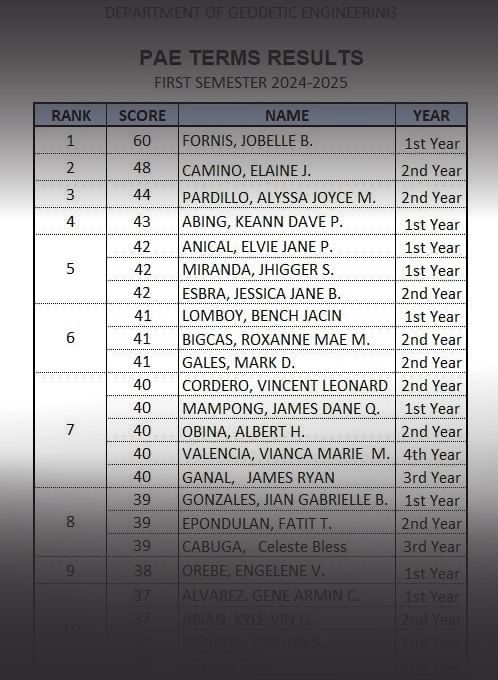 DEPARTMENT OF GEODETIC ENGINEERING
PAE TERMS RESULTS
FIRST SEMESTER 2024-2025
RANK SCORE NAME YEAR
1 60 FORNIS, JOBELLE B. 1st Year
2 48 CAMINO, ELAINE J. 2nd Year
3 44 PARDILLO, ALYSSA JOYCE M. 2nd Year
4 43 ABING, KEANN DAVE P. 1st Year
42 ANICAL, ELVIE JANE P. 1st Year
5 42 MIRANDA, JHIGGER S. 1st Year
42 ESBRA, JESSICA JANE B. 2nd Year
41 LOMBOY, BENCH JACIN 1st Year
6 41 BIGCAS, ROXANNE MAE M. 2nd Year
41 GALES, MARK D. 2nd Year
40 CORDERO, VINCENT LEONARD 2nd Year
40 MAMPONG, JAMES DANE Q. 1st Year
7 40 OBINA, ALBERT H. 2nd Year
40 VALENCIA, VIANCA MARIE M. 4th Year
40 GANAL, JAMES RYAN 3rd Year
39 GONZALES, JIAN GABRIELLE B. 1st Year
8 39 EPONDULAN, FATIT T. 2nd Year
39 CABUGA, Celeste Bless 3rd Year
9 38 OREBE, ENGELENE V. 1st Year
37 ALVAREZ, GENE ARMIN C. 1st Year
37 ABIAN, KYLE VIN G. 2nd Year
10 37 MOJADO, JOSHUA A. 2nd Year